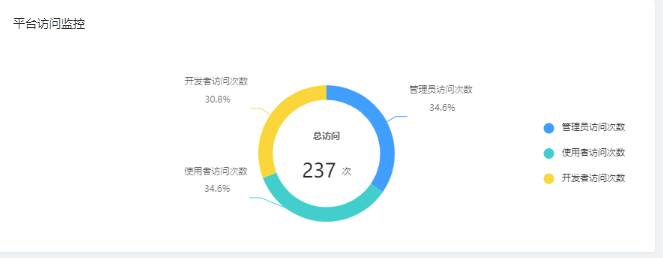 平台访问监控
开发者访问次数
30.8%
管理员访问次数
34.6%
总访问
237 次
使用者访问次数
34.6%
管理员访问次数
使用者访问次数
开发者访问次数